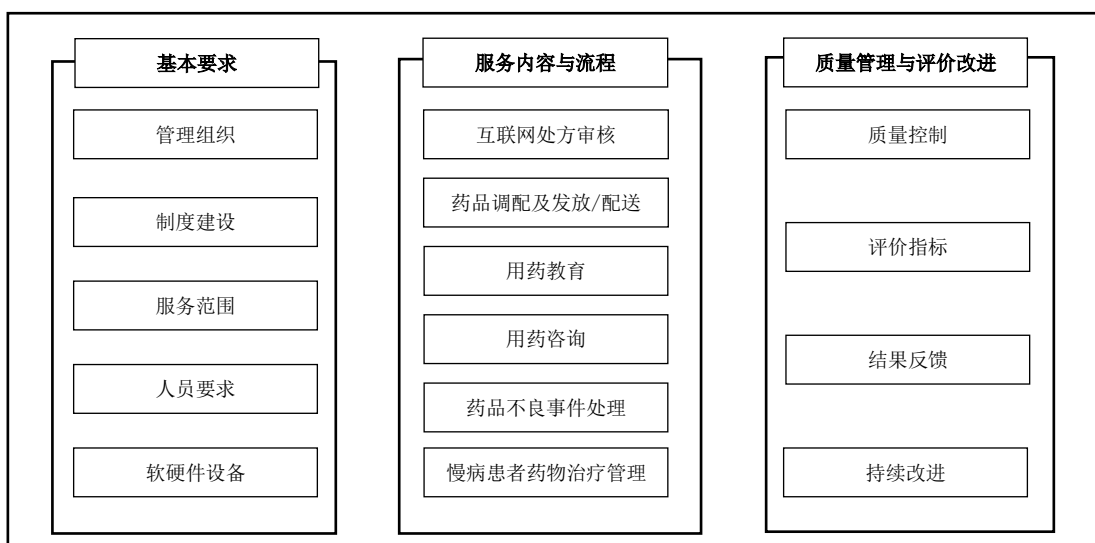 基本要求
管理组织
制度建设
服务范围
人员要求
软硬件设备
服务内容与流程
互联网处方审核
药品调配及发放/配送
用药教育
用药咨询
药品不良事件处理
慢病患者药物治疗管理
质量管理与评价改进
质量控制
评价指标
结果反馈
持续改进